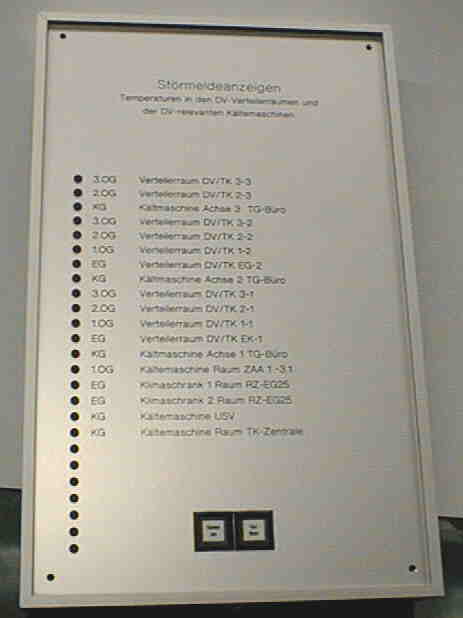 Störmeldeanzeigen
Temperaturen in den DV-Verteilerräumen und
der DV-relevanten Kältemaschinen
3.OG Verteilerraum DV/TK 3-3
2.OG Verteilerraum DV/TK 2-3
KG Kältmaschine Achse 3 TG-Büro
3.OG Verteilerraum DV/TK 3-2
2.OG Verteilerraum DV/TK 2-2
1.OG Verteilerraum DV/TK 1-2
EG Verteilerraum DV/TK EG-2
KG Kältmaschine Achse 2 TG-Büro
3.OG Verteilerraum DV/TK 3-1
2.OG Verteilerraum DV/TK 2-1
1.OG Verteilerraum DV/TK 1-1
EG Verteilerraum DV/TK EK-1
KG Kältmaschine Achse 1 TG-Büro
1.OG Kältemaschine Raum ZAA 1-3.1
EG Klimaschrank 1 Raum RZ-EG25
EG Klimaschrank 2 Raum RZ-EG25
KG Kältemaschine USV
KG Kältemaschine Raum TK-Zentrale